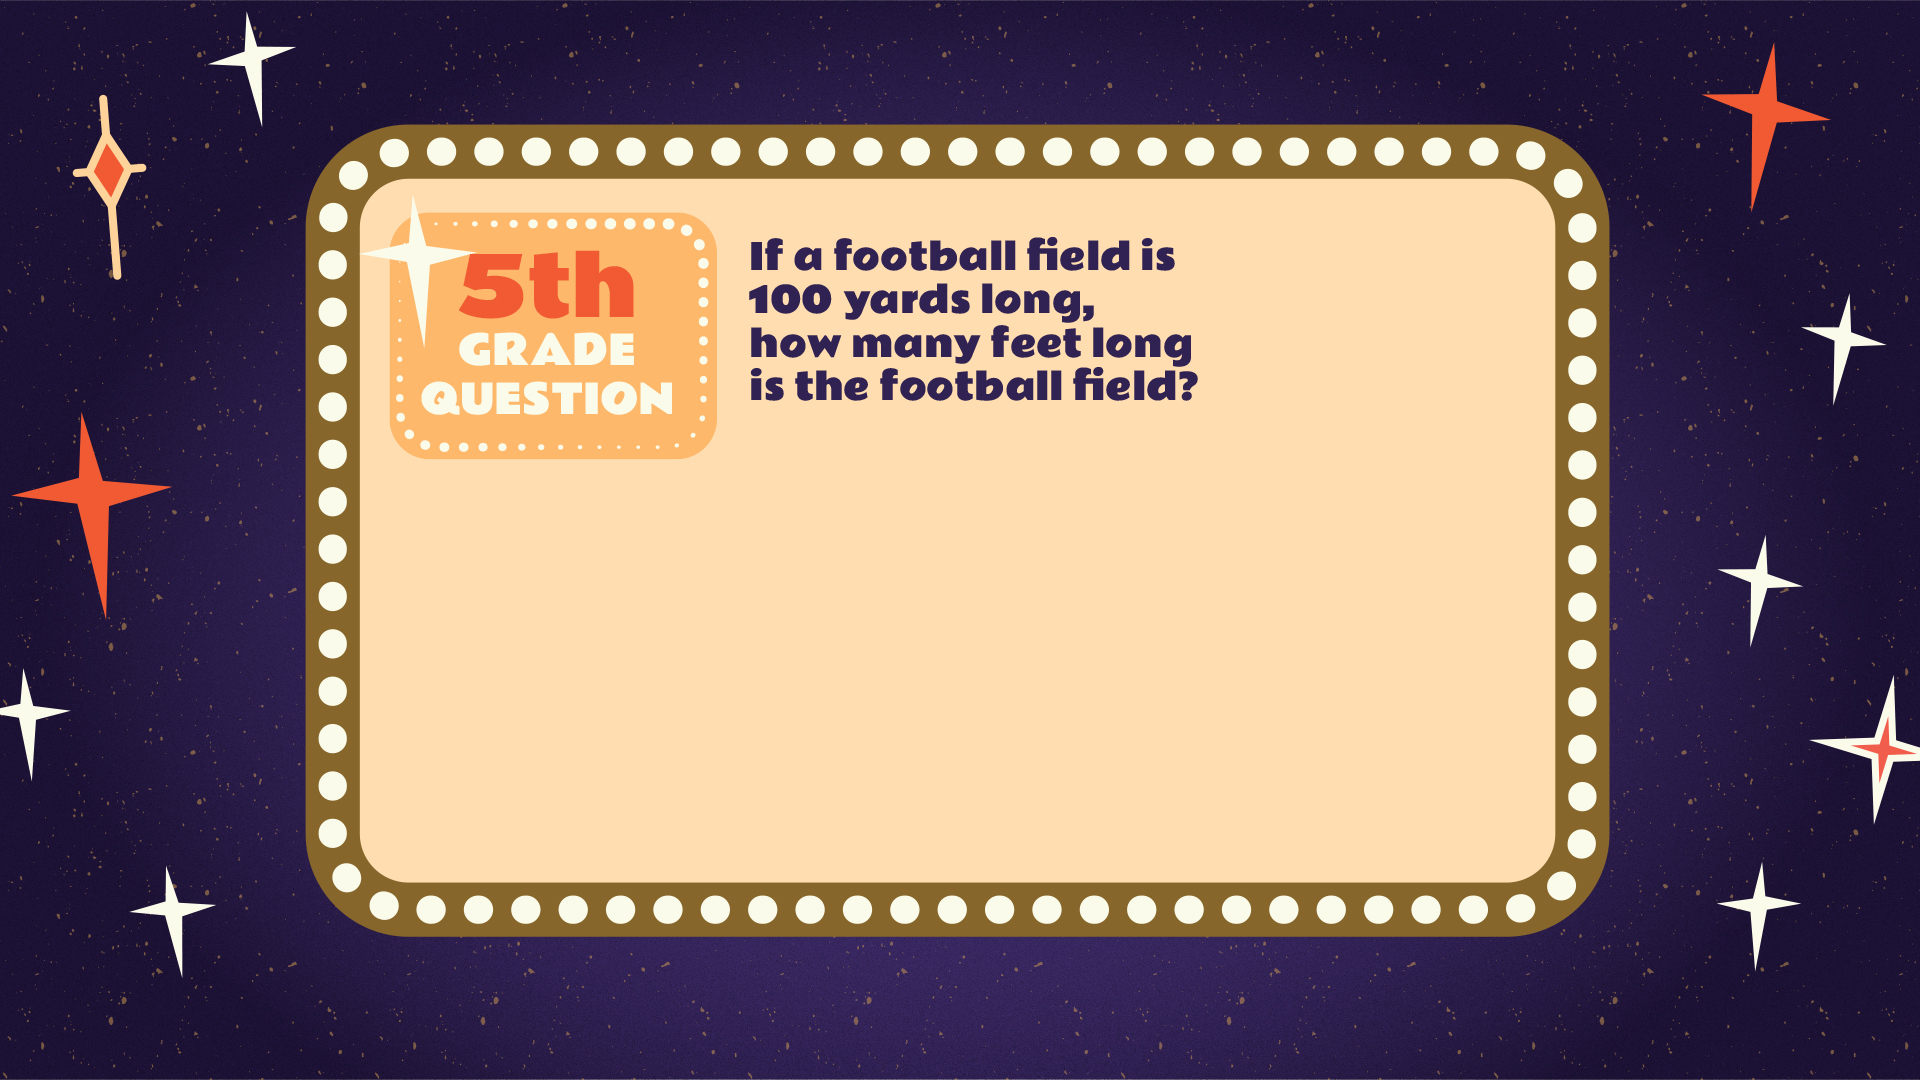 5th
GRADE
QUESTION
If a football field is
100 yards long,
how many feet long
is the football field?